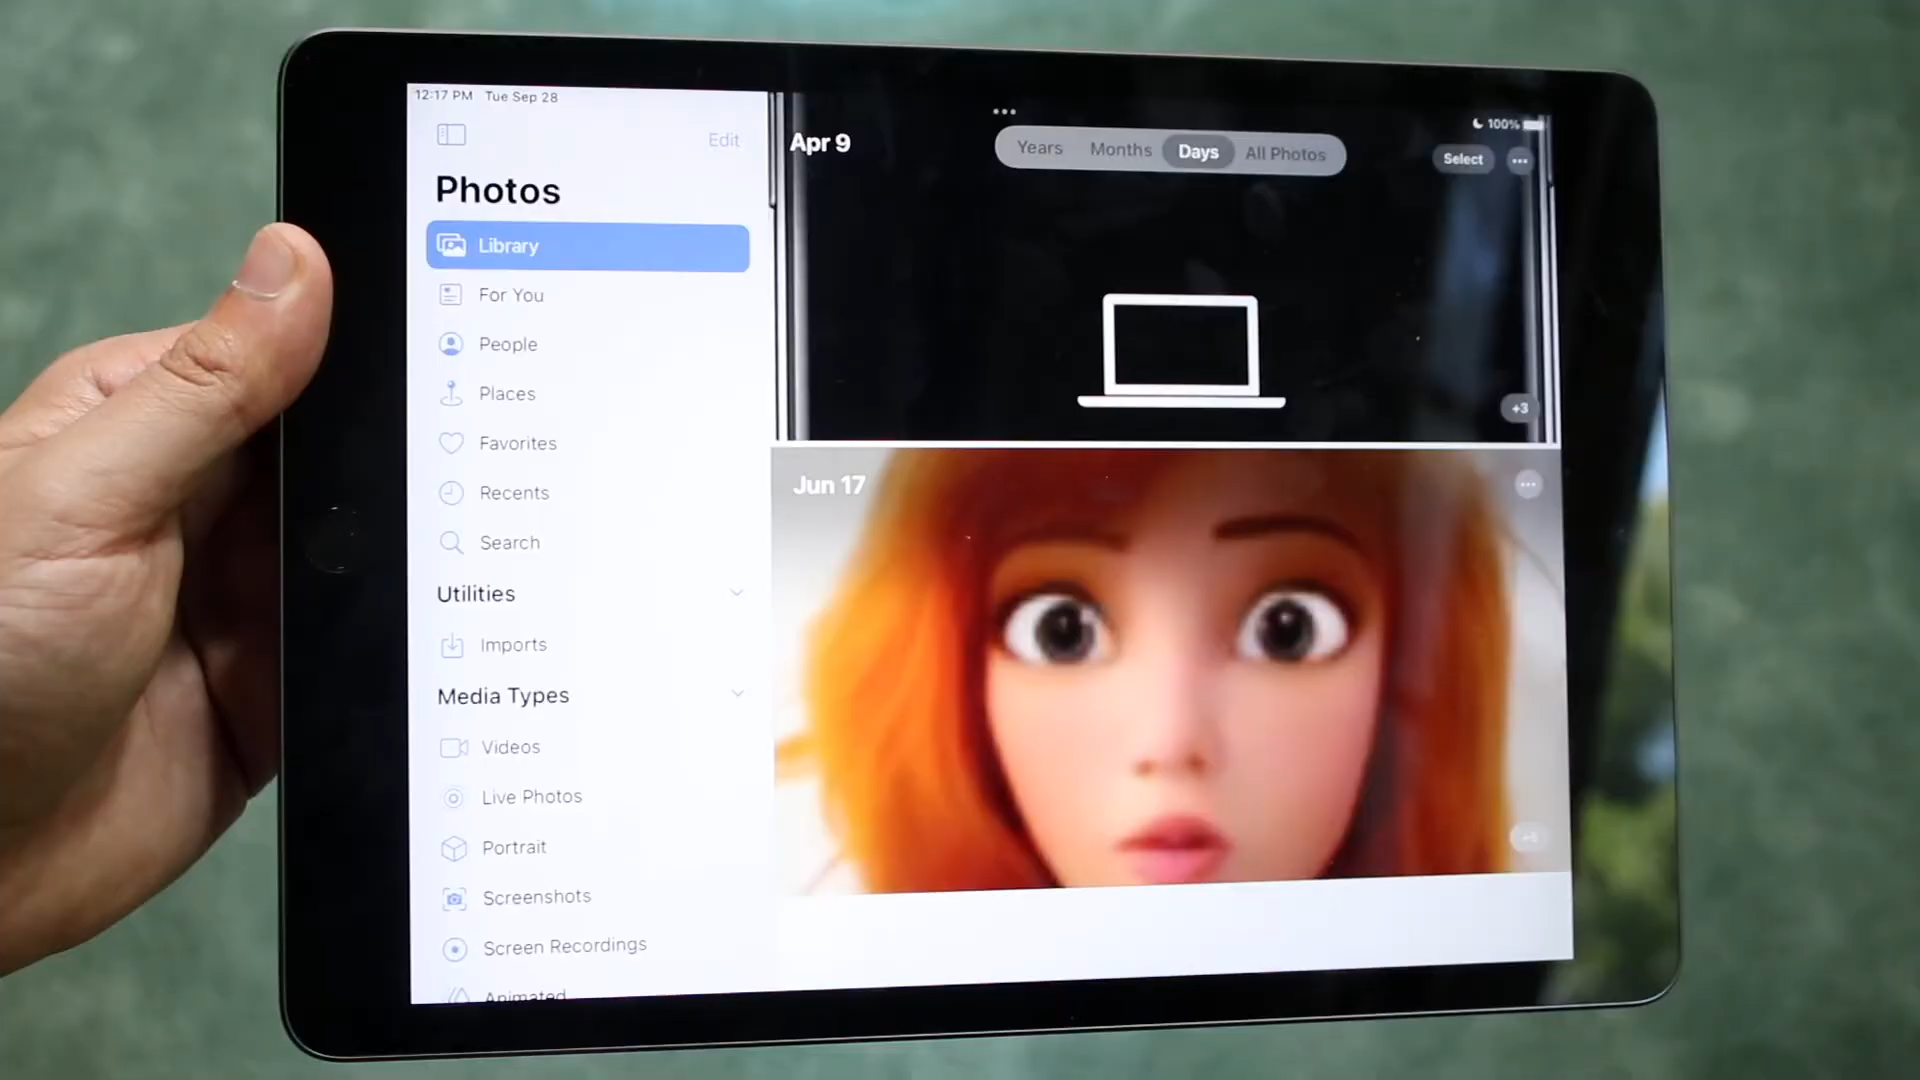 12:17 PM Tue Sep 28
100%
Edit
Photos
Library
For You
People
Places
Favorites
Recents
Search
Utilities
Imports
Media Types
Videos
Live Photos
Portrait
Screenshots
Screen Recordings
Animated
Apr 9
Years Months Days All Photos
Select
+3
Jun 17